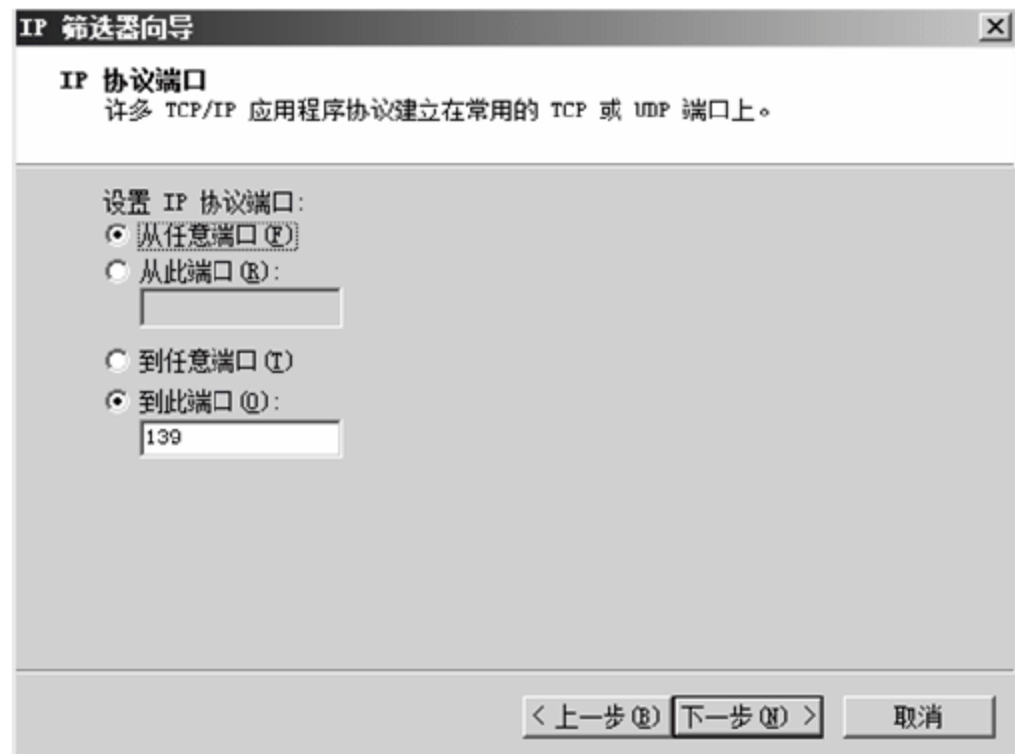 IP 筛选器向导
IP 协议端口
许多 TCP/IP 应用程序协议建立在常用的 TCP 或 UDP 端口上。
设置 IP 协议端口:
从任意端口(F)
从此端口(R):
到任意端口(T)
到此端口(O):
139
< 上一步(B) 下一步(N) > 取消